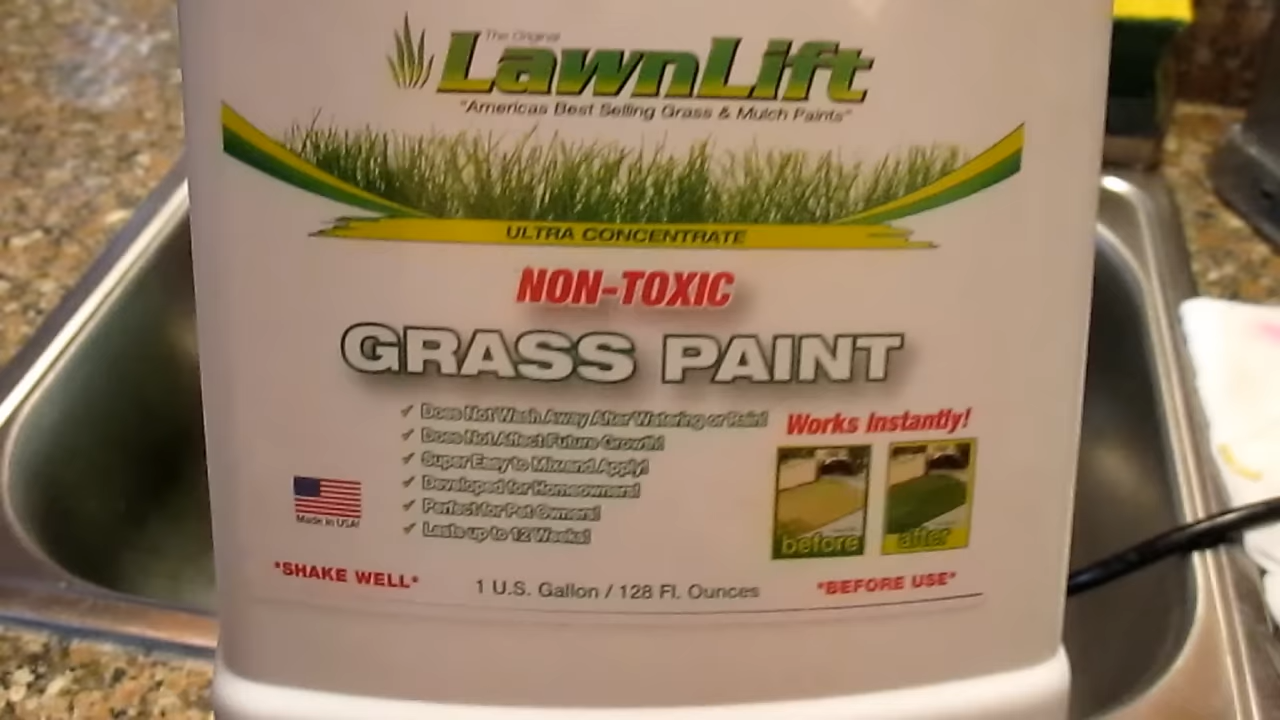 The Original
LawnLift
"Americas Best Selling Grass & Mulch Paints"
ULTRA CONCENTRATE
NON-TOXIC
GRASS PAINT
✓ Does Not Wash Away After Watering or Rain!
✓ Does Not Affect Future Growth!
✓ Super Easy to Mix and Apply!
✓ Developed for Homeowners!
✓ Perfect for Pet Owners!
✓ Lasts up to 12 Weeks!
Works Instantly!
before
after
Made in USA!
*SHAKE WELL*
1 U.S. Gallon / 128 Fl. Ounces
*BEFORE USE*